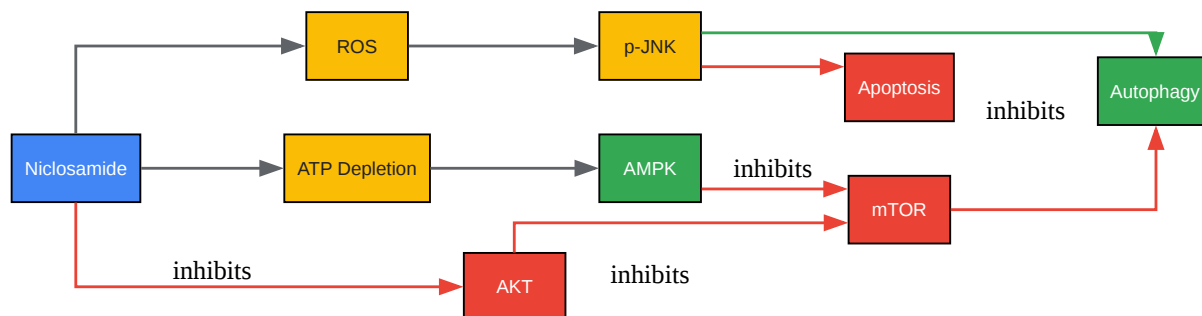 ROS
p-JNK
Apoptosis
Autophagy
inhibits
Niclosamide
ATP Depletion
AMPK
inhibits
mTOR
inhibits
AKT
inhibits